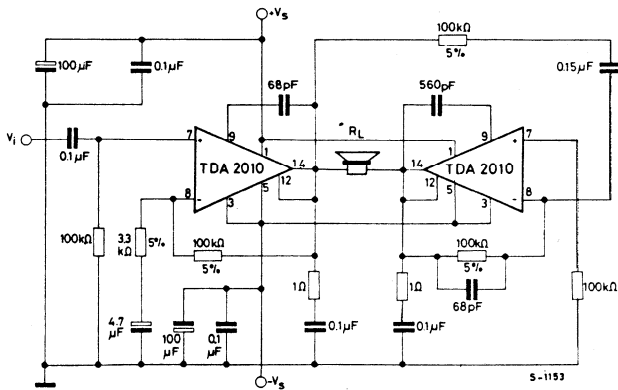 +Vs
100kΩ
5%
100µF
0.1µF
68pF
560pF
0.15µF
Vi
0.1µF
7
+
9
1
TDA 2010
14
12
5
3
8
-
*RL
9
7
+
1
14
TDA 2010
12
5
3
8
-
100kΩ
3.3
kΩ
5%
100kΩ
5%
100kΩ
5%
68pF
1Ω
1Ω
100kΩ
4.7
µF
100
µF
0.1
µF
0.1µF
0.1µF
-Vs
S-1153